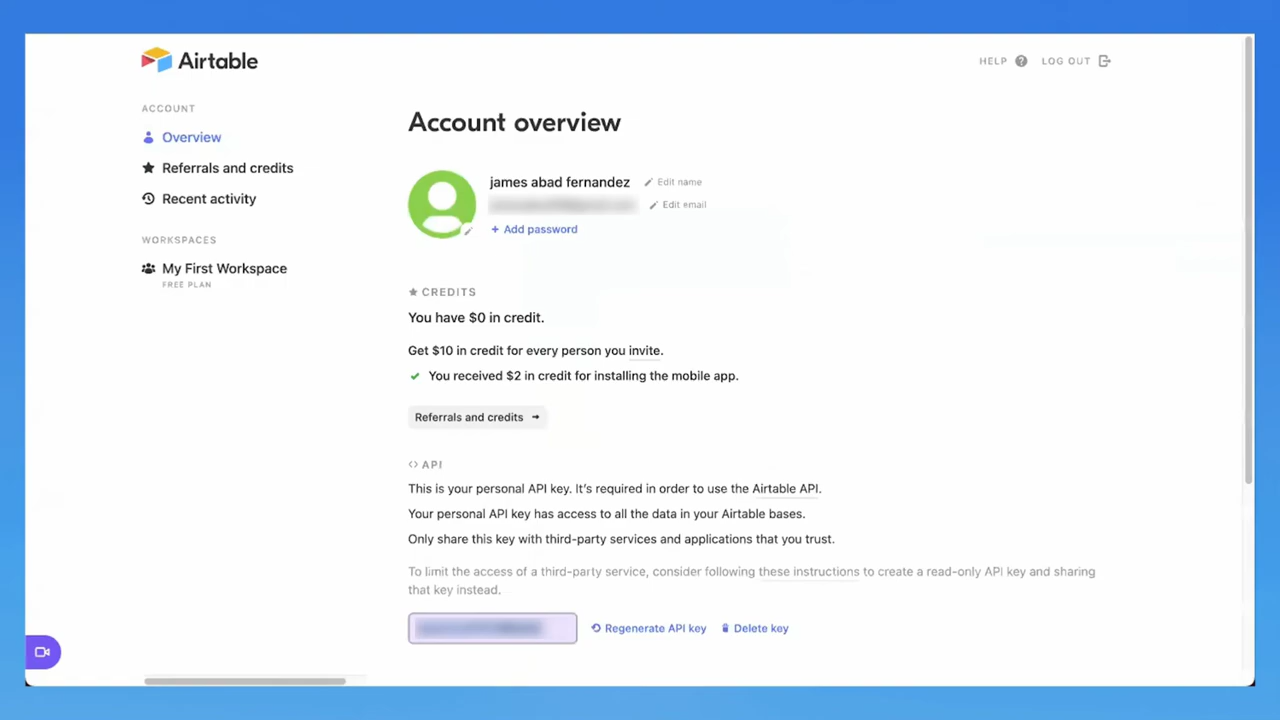 Airtable
HELP
LOG OUT
ACCOUNT
Overview
Referrals and credits
Recent activity
WORKSPACES
My First Workspace
FREE PLAN
Account overview
james abad fernandez Edit name
Edit email
+ Add password
CREDITS
You have $0 in credit.
Get $10 in credit for every person you invite.
You received $2 in credit for installing the mobile app.
Referrals and credits →
<> API
This is your personal API key. It's required in order to use the Airtable API.
Your personal API key has access to all the data in your Airtable bases.
Only share this key with third-party services and applications that you trust.
To limit the access of a third-party service, consider following these instructions to create a read-only API key and sharing
that key instead.
Regenerate API key Delete key